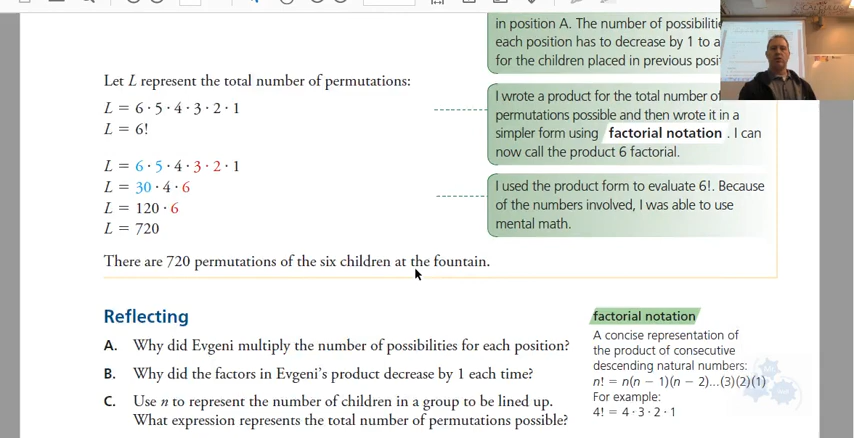 in position A. The number of
each position has to decrease by 1 to
for the children placed in previous
Let L represent the total number of permutations:
L = 6 · 5 · 4 · 3 · 2 · 1
L = 6!
I wrote a product for the total number of
permutations possible and then wrote it in a
simpler form using factorial notation . I can
now call the product 6 factorial.
L = 6 · 5 · 4 · 3 · 2 · 1
L = 30 · 4 · 6
L = 120 · 6
L = 720
I used the product form to evaluate 6!. Because
of the numbers involved, I was able to use
mental math.
There are 720 permutations of the six children at the fountain.
Reflecting
A. Why did Evgeni multiply the number of possibilities for each position?
B. Why did the factors in Evgeni's product decrease by 1 each time?
C. Use n to represent the number of children in a group to be lined up.
What expression represents the total number of permutations possible?
factorial notation
A concise representation of
the product of consecutive
descending natural numbers:
n! = n(n − 1)(n − 2)...(3)(2)(1)
For example:
4! = 4 · 3 · 2 · 1